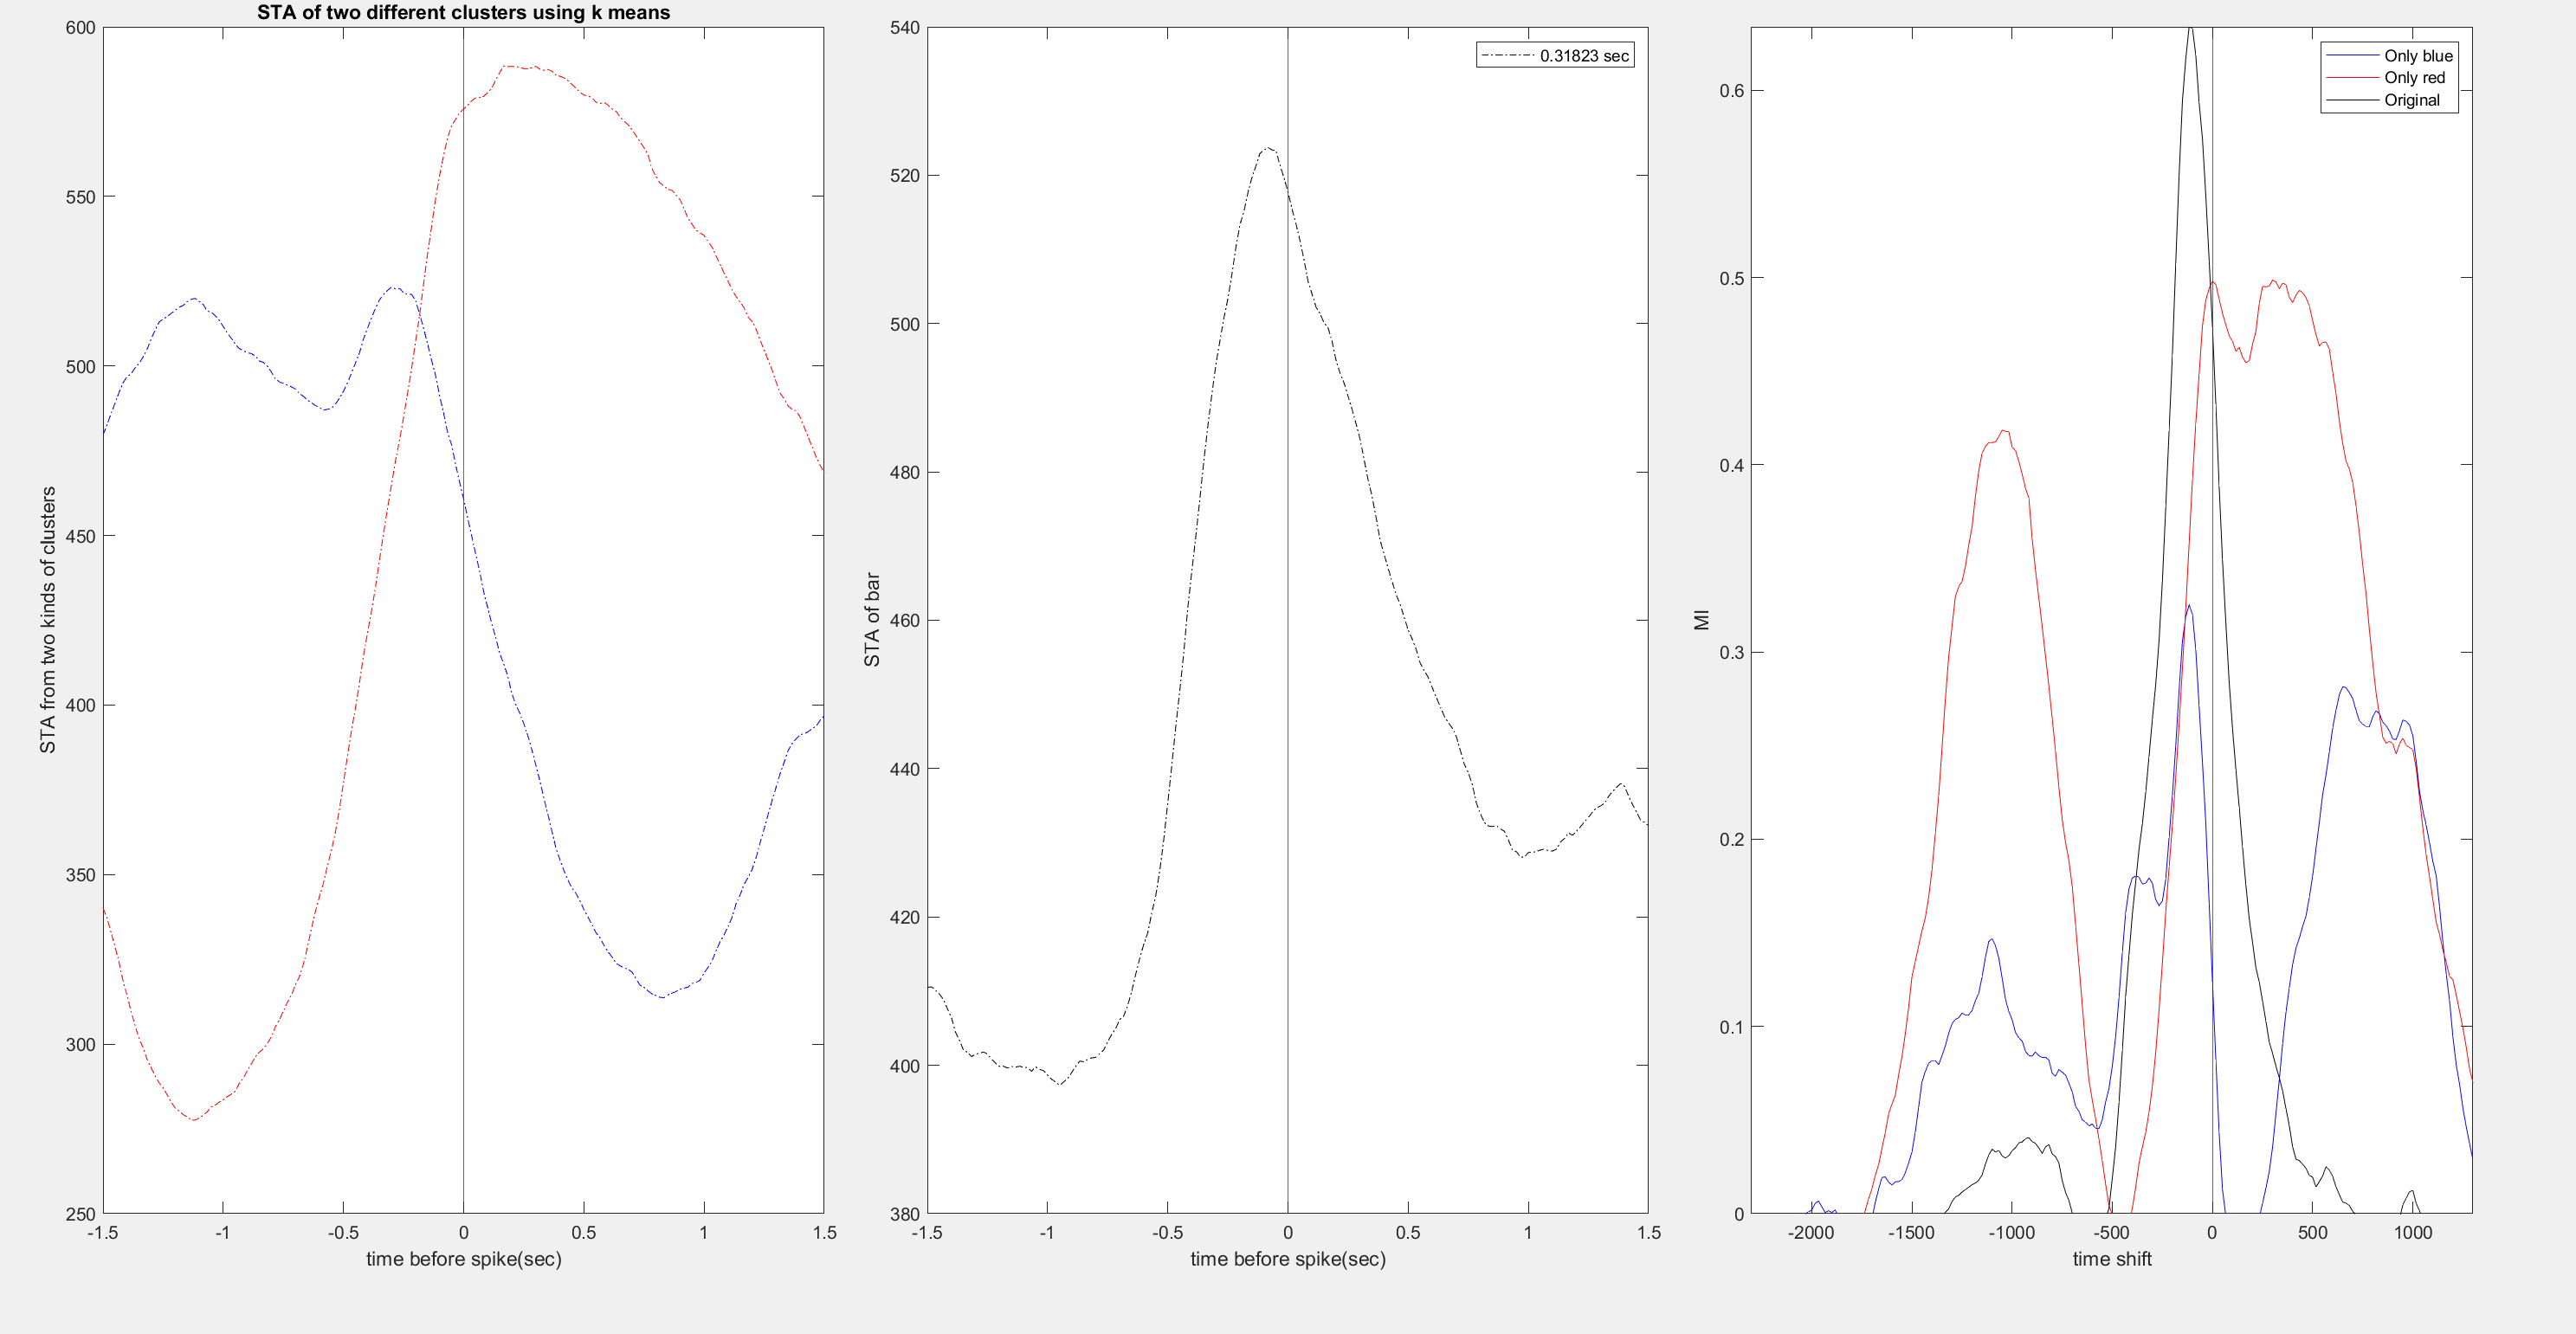 STA of two different clusters using k means
600
550
500
450
400
350
300
250
-1.5 -1 -0.5 0 0.5 1 1.5
time before spike(sec)
STA from two kinds of clusters
540
520
500
480
460
440
420
400
380
-1.5 -1 -0.5 0 0.5 1 1.5
time before spike(sec)
STA of bar
0.31823 sec
0.6
0.5
0.4
0.3
0.2
0.1
0
-2000 -1500 -1000 -500 0 500 1000
time shift
MI
Only blue
Only red
Original